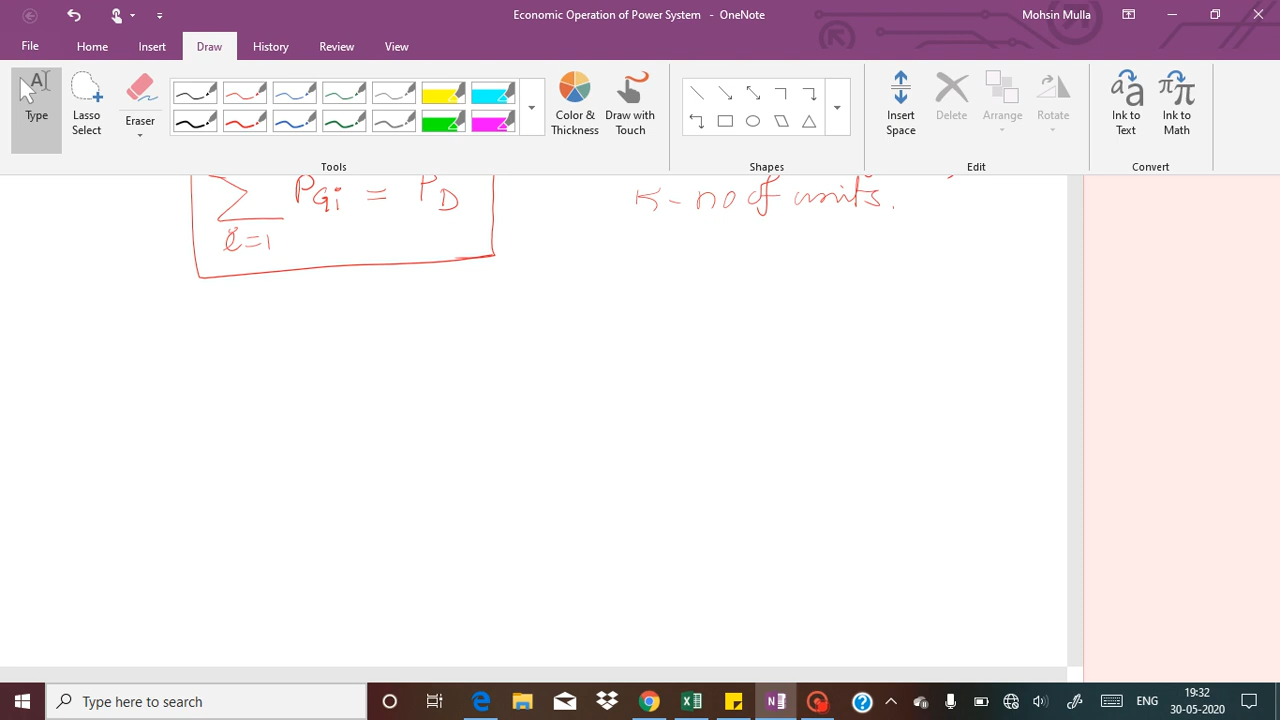 Economic Operation of Power System - OneNote
Mohsin Mulla
File Home Insert Draw History Review View
Type
Lasso Select
Eraser
Color & Thickness
Draw with Touch
Insert Space
Delete
Arrange
Rotate
Ink to Text
Ink to Math
Tools
Shapes
Edit
Convert
∑ PGi = PD
i=1
K - no of units.
Type here to search
ENG
19:32
30-05-2020